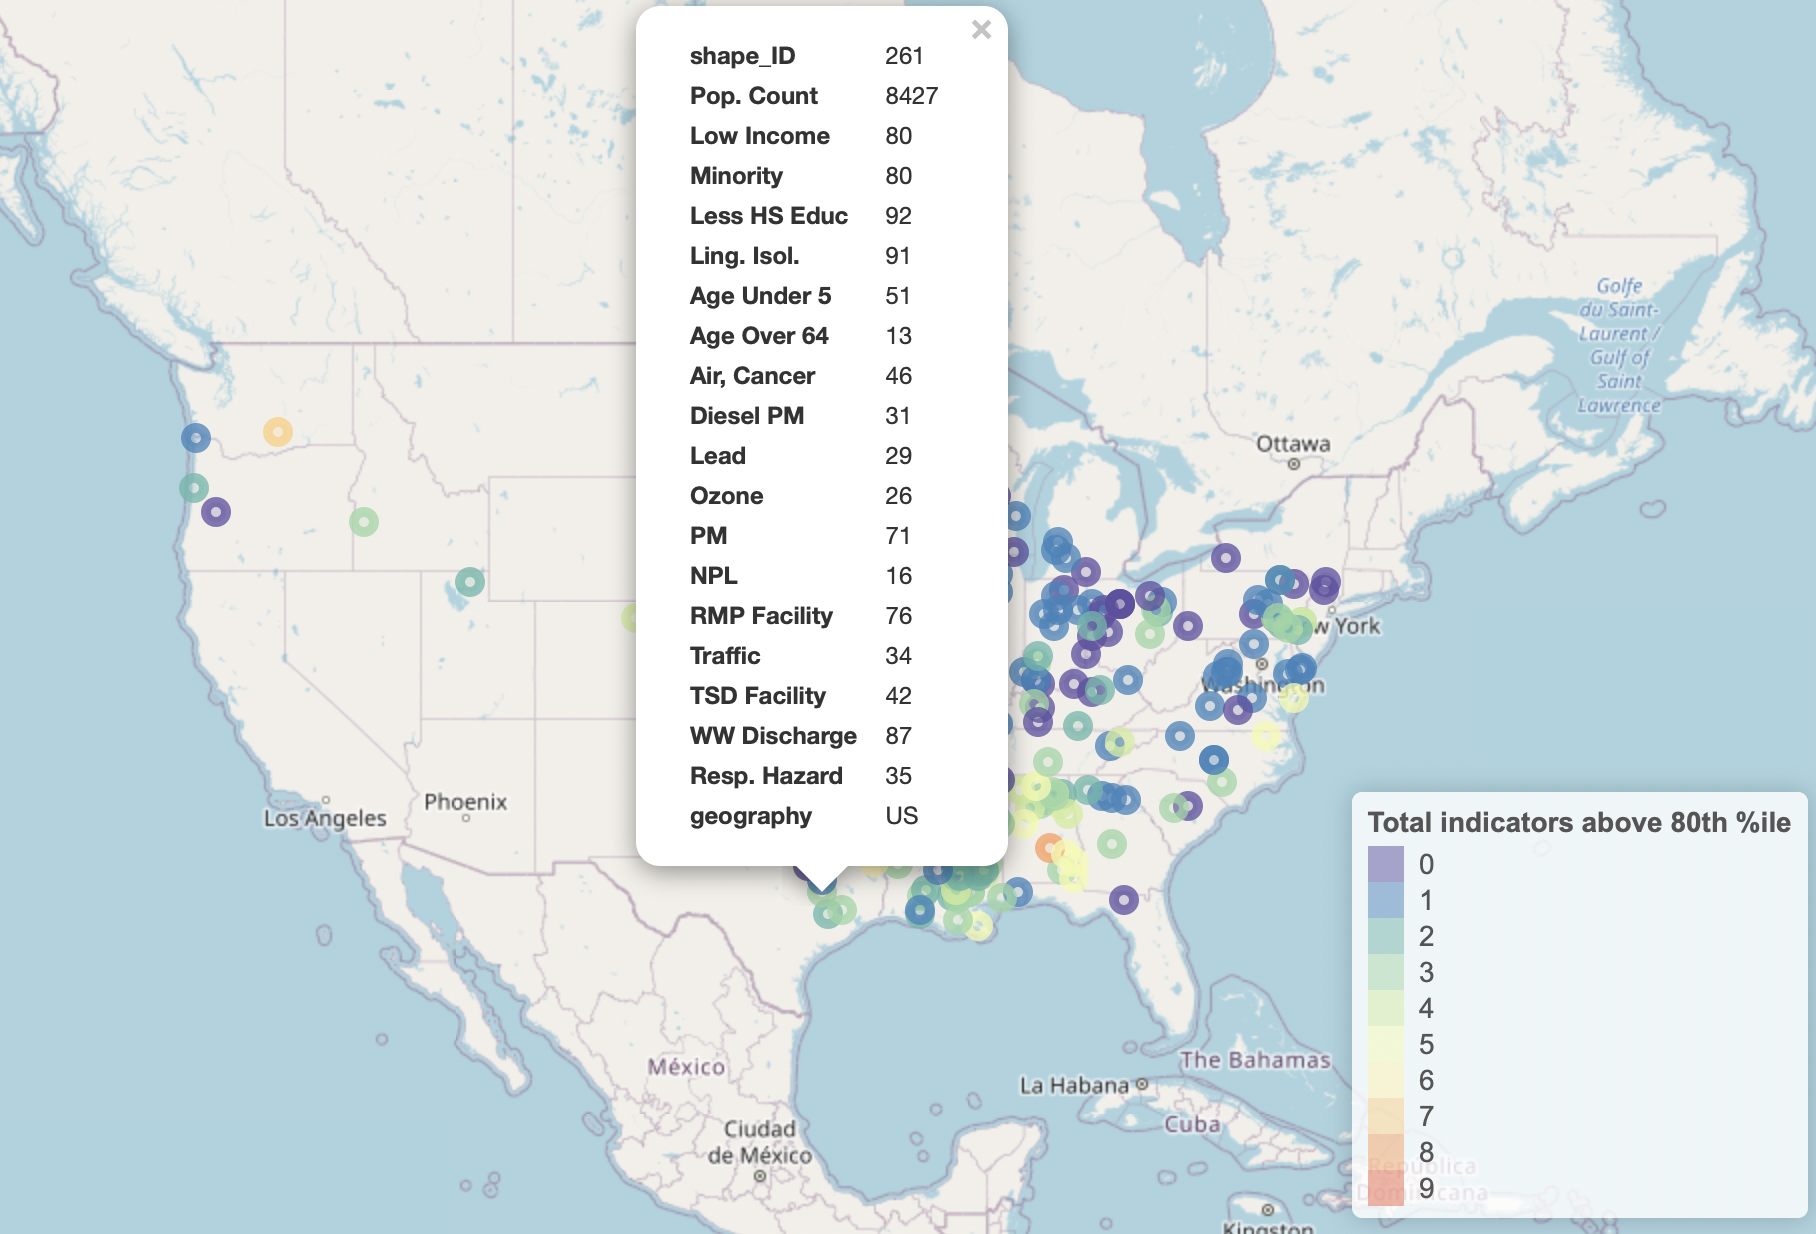 ×
shape_ID 261
Pop. Count 8427
Low Income 80
Minority 80
Less HS Educ 92
Ling. Isol. 91
Age Under 5 51
Age Over 64 13
Air, Cancer 46
Diesel PM 31
Lead 29
Ozone 26
PM 71
NPL 16
RMP Facility 76
Traffic 34
TSD Facility 42
WW Discharge 87
Resp. Hazard 35
geography US
Golfe
du Saint-
Laurent /
Gulf of
Saint
Lawrence
Ottawa
w York
Washington
Los Angeles
Phoenix
México
Ciudad
de México
La Habana
The Bahamas
Cuba
Kingston
Total indicators above 80th %ile
0
1
2
3
4
5
6
7
8
9
República
Dominicana